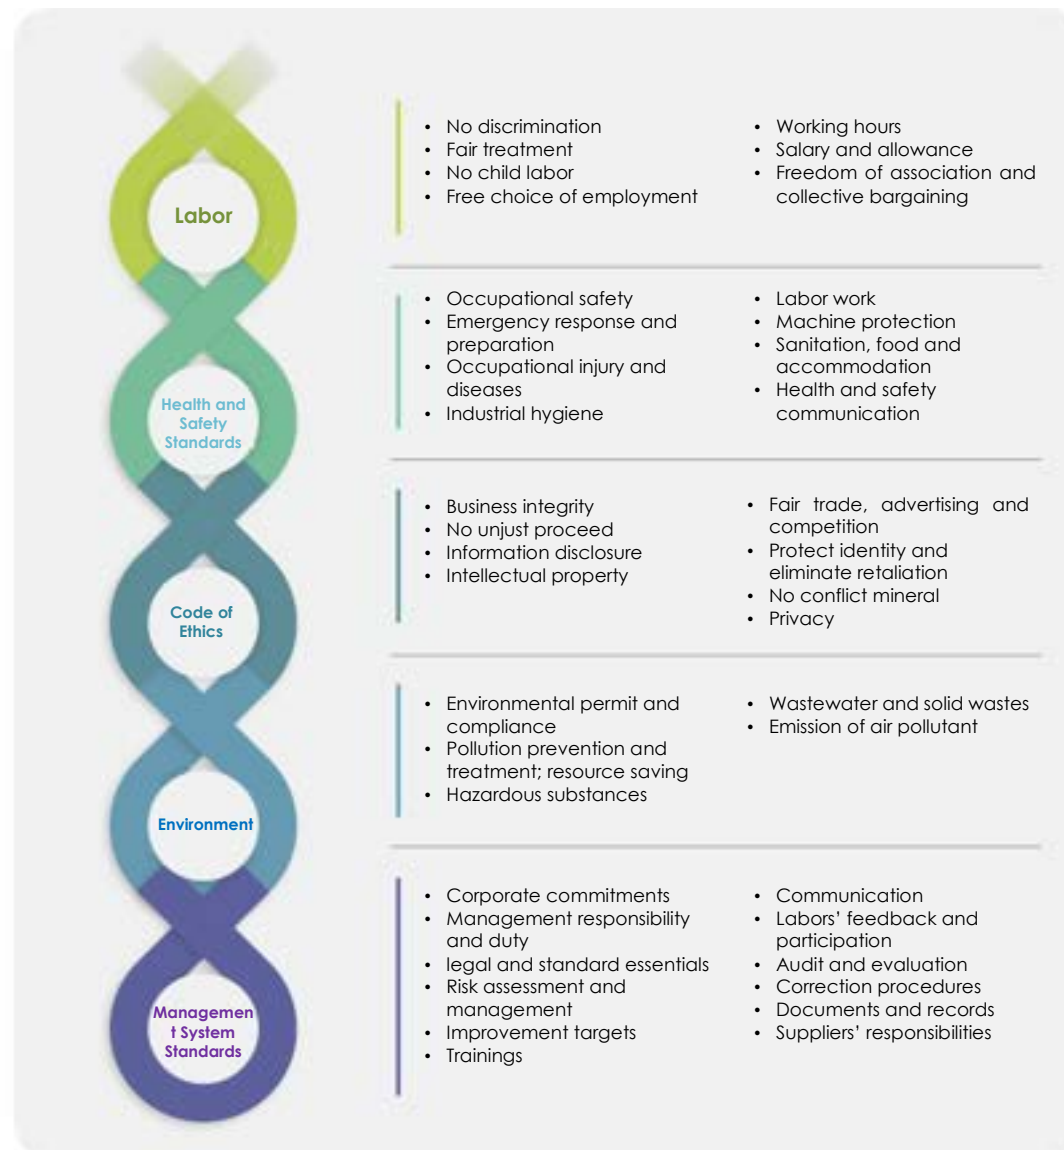 Labor
• No discrimination
• Fair treatment
• No child labor
• Free choice of employment
• Working hours
• Salary and allowance
• Freedom of association and
collective bargaining
Health and
Safety
Standards
• Occupational safety
• Emergency response and
preparation
• Occupational injury and
diseases
• Industrial hygiene
• Labor work
• Machine protection
• Sanitation, food and
accommodation
• Health and safety
communication
Code of
Ethics
• Business integrity
• No unjust proceed
• Information disclosure
• Intellectual property
• Fair trade, advertising and
competition
• Protect identity and
eliminate retaliation
• No conflict mineral
• Privacy
Environment
• Environmental permit and
compliance
• Pollution prevention and
treatment; resource saving
• Hazardous substances
• Wastewater and solid wastes
• Emission of air pollutant
Managemen
t System
Standards
• Corporate commitments
• Management responsibility
and duty
• legal and standard essentials
• Risk assessment and
management
• Improvement targets
• Trainings
• Communication
• Labors’ feedback and
participation
• Audit and evaluation
• Correction procedures
• Documents and records
• Suppliers’ responsibilities